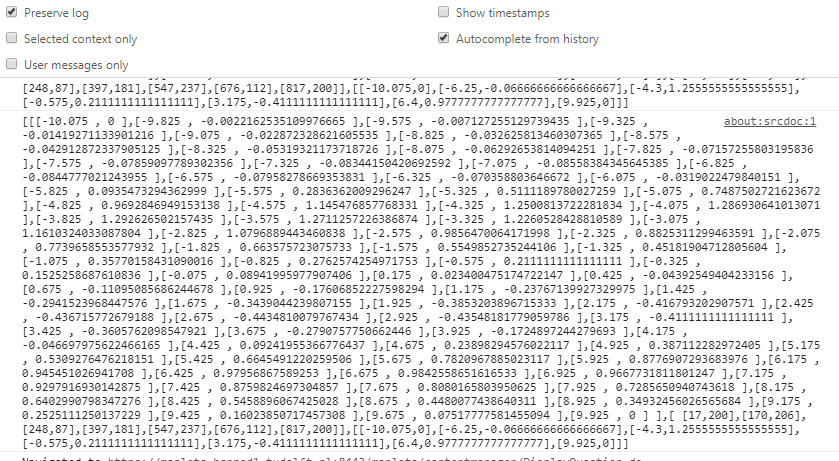 Preserve log
Show timestamps
Selected context only
Autocomplete from history
User messages only
[248,87],[397,181],[547,237],[676,112],[817,200]],[[-10.075,0],[-6.25,-0.06666666666666667],[-4.3,1.2555555555555555],
[-0.575,0.2111111111111111],[3.175,-0.4111111111111111],[6.4,0.9777777777777777],[9.925,0]]]
[[[-10.075 , 0 ],[-9.825 , -0.0022162535109976665 ],[-9.575 , -0.007127255129739435 ],[-9.325 ,
about:srcdoc:1
-0.01419271133901216 ],[-9.075 , -0.022872328621605535 ],[-8.825 , -0.032625813460307365 ],[-8.575 ,
-0.042912872337905125 ],[-8.325 , -0.05319321173718726 ],[-8.075 , -0.06292653814094251 ],[-7.825 , -0.07157255803195836
],[-7.575 , -0.07859097789302356 ],[-7.325 , -0.08344150420692592 ],[-7.075 , -0.08558384345645385 ],[-6.825 ,
-0.0844777021243955 ],[-6.575 , -0.07958278669353831 ],[-6.325 , -0.070358803646672 ],[-6.075 , -0.0319022479840151 ],
[-5.825 , 0.0935473294362999 ],[-5.575 , 0.2836362009296247 ],[-5.325 , 0.5111189780027259 ],[-5.075 , 0.7487502721623672
],[-4.825 , 0.9692846949153138 ],[-4.575 , 1.145476857768331 ],[-4.325 , 1.2500813722281834 ],[-4.075 , 1.286930641013071
],[-3.825 , 1.292626502157435 ],[-3.575 , 1.2711257226386874 ],[-3.325 , 1.2260528428810589 ],[-3.075 ,
1.1610324033087804 ],[-2.825 , 1.0796889443460838 ],[-2.575 , 0.9856470064171998 ],[-2.325 , 0.8825311299463591 ],[-2.075
, 0.7739658553577932 ],[-1.825 , 0.663575723075733 ],[-1.575 , 0.5549852735244106 ],[-1.325 , 0.45181904712805604 ],
[-1.075 , 0.35770158431090016 ],[-0.825 , 0.2762574254971753 ],[-0.575 , 0.2111111111111111 ],[-0.325 ,
0.1525258687610836 ],[-0.075 , 0.08941995977907406 ],[0.175 , 0.023400475174722147 ],[0.425 , -0.04392549404233156 ],
[0.675 , -0.11095085686244678 ],[0.925 , -0.17606852227598294 ],[1.175 , -0.23767139927329975 ],[1.425 ,
-0.2941523968447576 ],[1.675 , -0.3439044239807155 ],[1.925 , -0.3853203896715333 ],[2.175 , -0.416793202907571 ],[2.425
, -0.436715772679188 ],[2.675 , -0.4434810079767434 ],[2.925 , -0.43548181779059786 ],[3.175 , -0.4111111111111111 ],
[3.425 , -0.3605762098547921 ],[3.675 , -0.2790757750662446 ],[3.925 , -0.1724897244279693 ],[4.175 ,
-0.046697975622466165 ],[4.425 , 0.09241955366776437 ],[4.675 , 0.23898294576022117 ],[4.925 , 0.387112282972405 ],[5.175
, 0.5309276476218151 ],[5.425 , 0.6645491220259506 ],[5.675 , 0.7820967885023117 ],[5.925 , 0.8776907293683976 ],[6.175 ,
0.945451026941708 ],[6.425 , 0.97956867589253 ],[6.675 , 0.9842558651616533 ],[6.925 , 0.9667731811801247 ],[7.175 ,
0.9297916930142875 ],[7.425 , 0.8759824697304857 ],[7.675 , 0.8080165803950625 ],[7.925 , 0.7285650940743618 ],[8.175 ,
0.6402990798347276 ],[8.425 , 0.5458896067425028 ],[8.675 , 0.4480077438640311 ],[8.925 , 0.34932456026565684 ],[9.175 ,
0.2525111250137229 ],[9.425 , 0.16023850717457308 ],[9.675 , 0.07517777581455094 ],[9.925 , 0 ] ],[ [17,200],[170,206],
[248,87],[397,181],[547,237],[676,112],[817,200]],[[-10.075,0],[-6.25,-0.06666666666666667],[-4.3,1.2555555555555555],
[-0.575,0.2111111111111111],[3.175,-0.4111111111111111],[6.4,0.9777777777777777],[9.925,0]]]